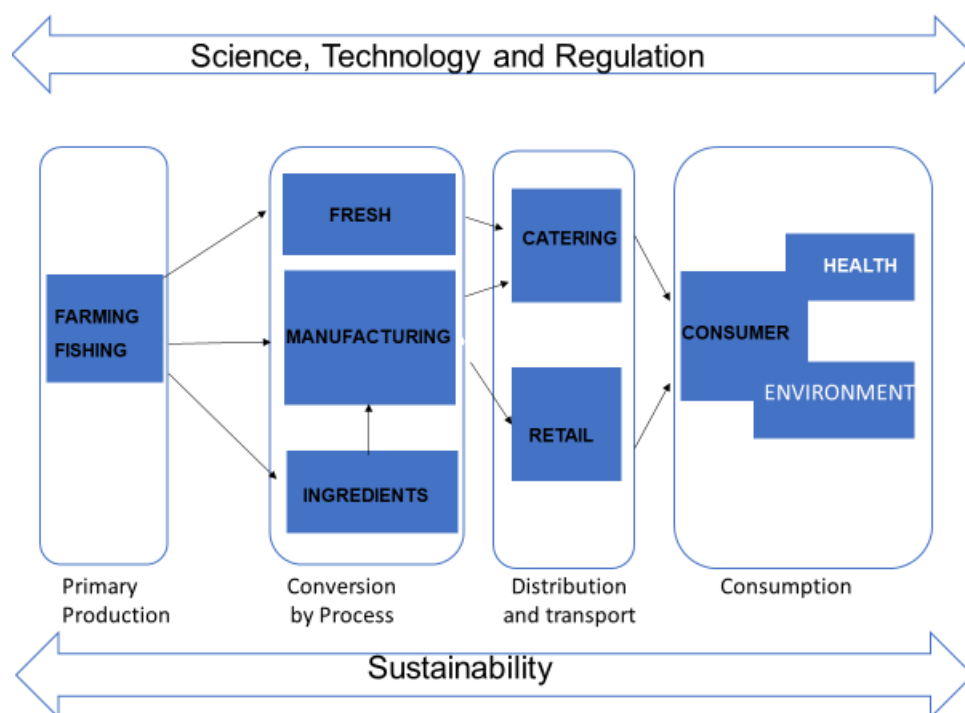 Science, Technology and Regulation
FARMING
FISHING
FRESH
MANUFACTURING
INGREDIENTS
CATERING
RETAIL
HEALTH
CONSUMER
ENVIRONMENT
Primary
Production
Conversion
by Process
Distribution
and transport
Consumption
Sustainability